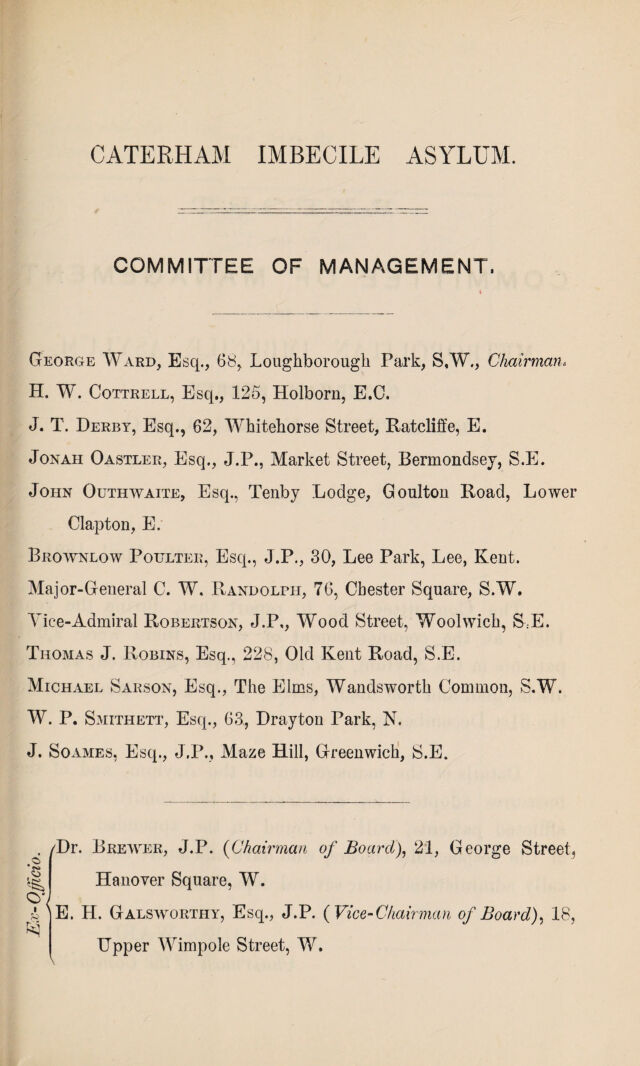 CATERHAM IMBECILE ASYLUM.
COMMITTEE OF MANAGEMENT.
George Ward, Esq., 68, Loughborough Park, S.W., Chairman.
H. W. Cottrell, Esq., 125, Holborn, E.C.
J. T. Derby, Esq., 62, Whitehorse Street, Ratcliffe, E.
Jonah Oastler, Esq., J.P., Market Street, Bermondsey, S.E.
John Outhwaite, Esq., Tenby Lodge, Goulton Road, Lower
Clapton, E.
Brownlow Poulter, Esq., J.P., 30, Lee Park, Lee, Kent.
Major-General C. W. Randolph, 76, Chester Square, S.W.
Vice-Admiral Robertson, J.P., Wood Street, Woolwich, S.E.
Thomas J. Robins, Esq., 228, Old Kent Road, S.E.
Michael Sarson, Esq., The Elms, Wandsworth Common, S.W.
W. P. Smithett, Esq., 63, Drayton Park, N.
J. Soames, Esq., J.P., Maze Hill, Greenwich, S.E.
Ex-Officio.
Dr. Brewer, J.P. (Chairman of Board), 21, George Street,
Hanover Square, W.
E. H. Galsworthy, Esq., J.P. (Vice-Chairman of Board), 18,
Upper Wimpole Street, W.